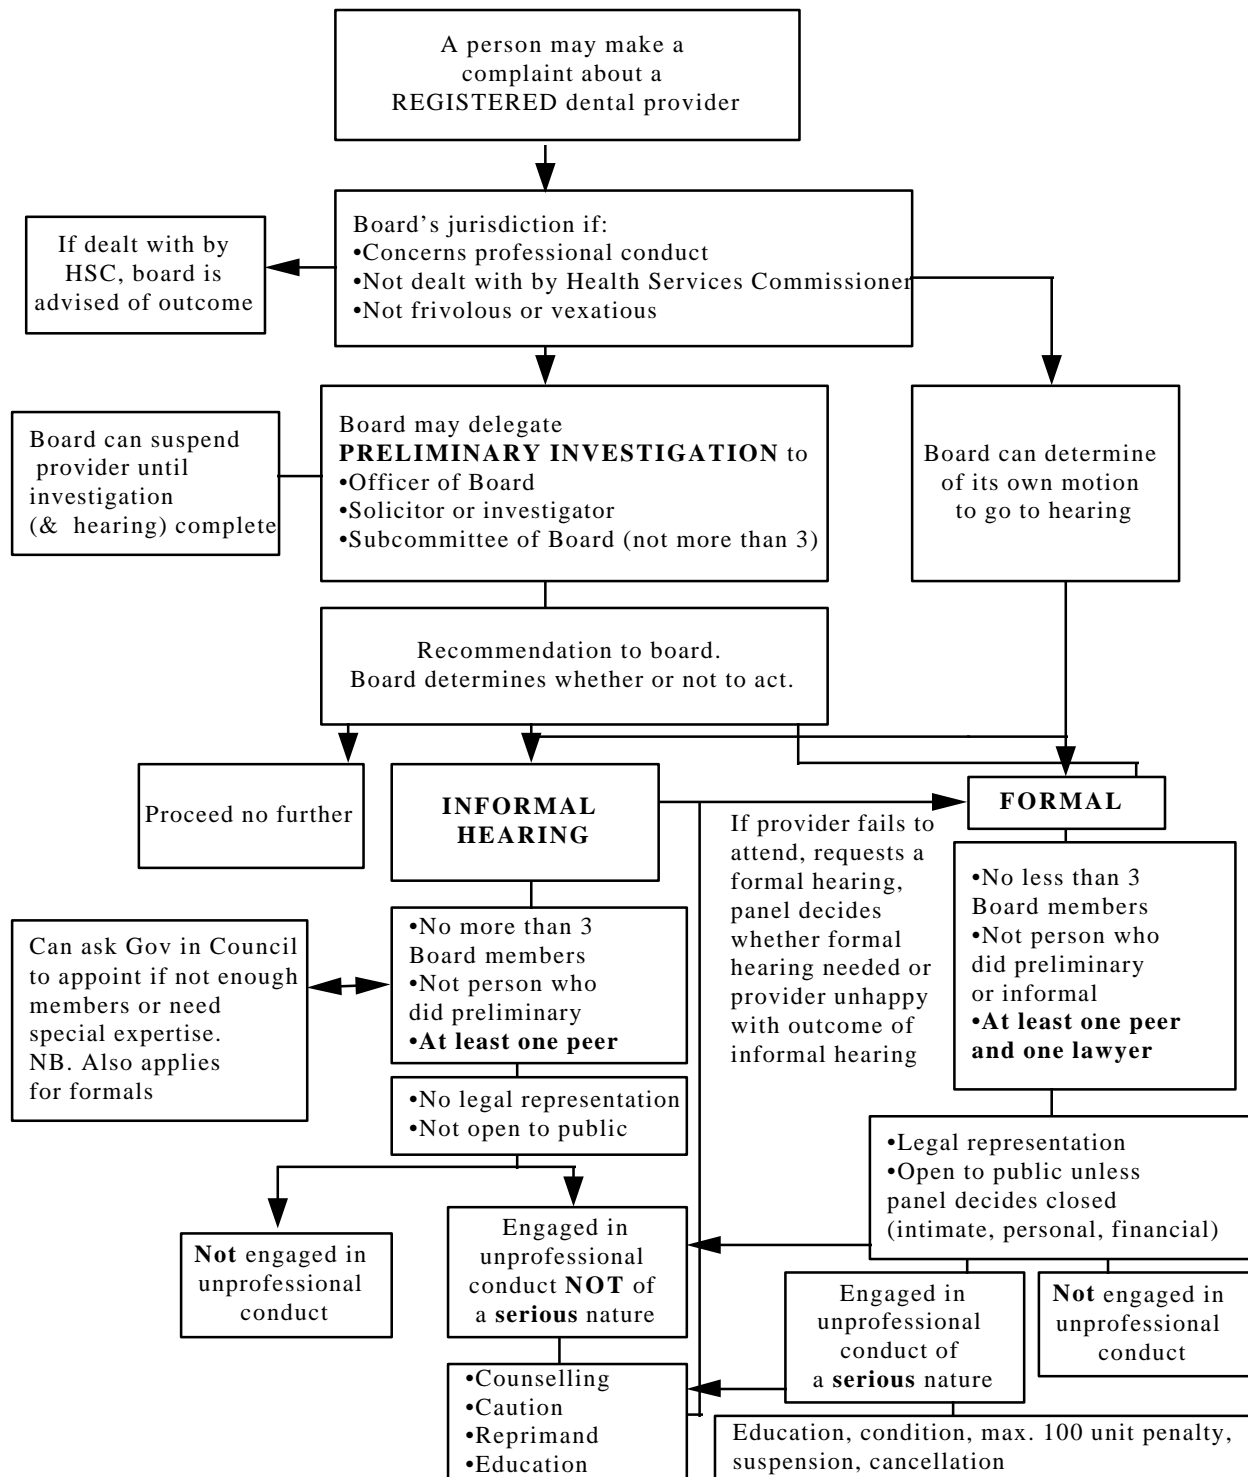 A person may make a
complaint about a
REGISTERED dental provider
If dealt with by
HSC, board is
advised of outcome
Board’s jurisdiction if:
•Concerns professional conduct
•Not dealt with by Health Services Commissioner
•Not frivolous or vexatious
Board can suspend
provider until
investigation
(& hearing) complete
Board may delegate
PRELIMINARY INVESTIGATION to
•Officer of Board
•Solicitor or investigator
•Subcommittee of Board (not more than 3)
Board can determine
of its own motion
to go to hearing
Recommendation to board.
Board determines whether or not to act.
Proceed no further
INFORMAL
HEARING
If provider fails to
attend, requests a
formal hearing,
panel decides
whether formal
hearing needed or
provider unhappy
with outcome of
informal hearing
FORMAL
Can ask Gov in Council
to appoint if not enough
members or need
special expertise.
NB. Also applies
for formals
•No more than 3
Board members
•Not person who
did preliminary
•At least one peer
•No less than 3
Board members
•Not person who
did preliminary
or informal
•At least one peer
and one lawyer
•No legal representation
•Not open to public
•Legal representation
•Open to public unless
panel decides closed
(intimate, personal, financial)
Not engaged in
unprofessional
conduct
Engaged in
unprofessional
conduct NOT of
a serious nature
Engaged in
unprofessional
conduct of
a serious nature
Not engaged in
unprofessional
conduct
•Counselling
•Caution
•Reprimand
•Education
Education, condition, max. 100 unit penalty,
suspension, cancellation